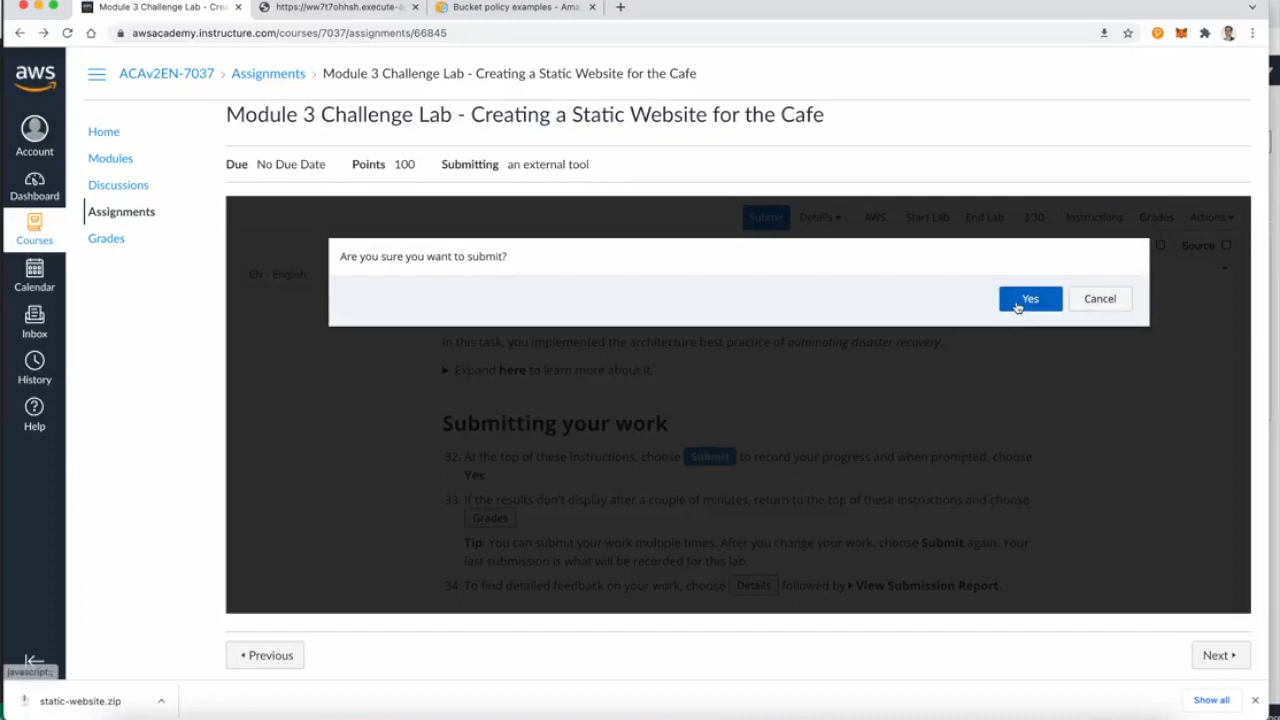 Module 3 Challenge Lab - Crea
https://ww7t7ohhsh.execute-a
Bucket policy examples - Ama
awsacademy.instructure.com/courses/7037/assignments/66845
aws
Account
Dashboard
Courses
Calendar
Inbox
History
Help
ACAv2EN-7037 › Assignments › Module 3 Challenge Lab - Creating a Static Website for the Cafe
Home
Modules
Discussions
Assignments
Grades
Module 3 Challenge Lab - Creating a Static Website for the Cafe
Due No Due Date Points 100 Submitting an external tool
Submit Details AWS Start Lab End Lab 2:30 Instructions Grades Actions
Source
EN - English
Are you sure you want to submit?
Yes Cancel
In this task, you implemented the architecture best practice of automating disaster recovery.
Expand here to learn more about it.
Submitting your work
32. At the top of these instructions, choose Submit to record your progress and when prompted, choose
Yes.
33. If the results don't display after a couple of minutes, return to the top of these instructions and choose
Grades
Tip: You can submit your work multiple times. After you change your work, choose Submit again. Your
last submission is what will be recorded for this lab.
34. To find detailed feedback on your work, choose Details followed by View Submission Report.
Previous Next
javascript:;
static-website.zip
Show all